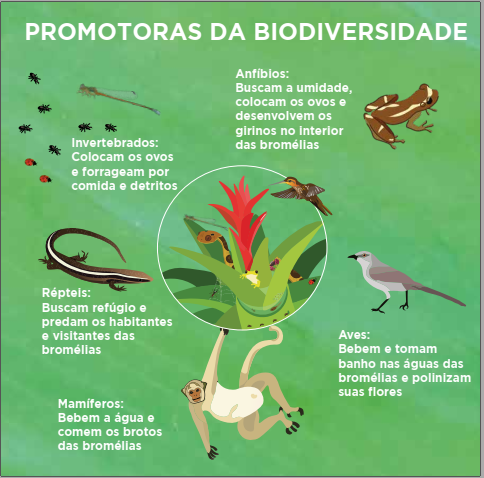 PROMOTORAS DA BIODIVERSIDADE
Anfíbios:
Buscam a umidade,
colocam os ovos e
desenvolvem os
girinos no interior
das bromélias
Invertebrados:
Colocam os ovos
e forrageam por
comida e detritos
Répteis:
Buscam refúgio e
predam os habitantes
e visitantes das
bromélias
Aves:
Bebem e tomam
banho nas águas das
bromélias e polinizam
suas flores
Mamíferos:
Bebem a água e
comem os brotos
das bromélias